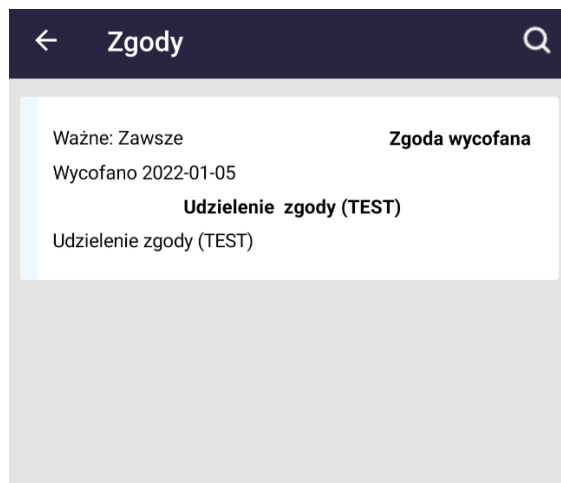 Zgody
Ważne: Zawsze Zgoda wycofana
Wycofano 2022-01-05
Udzielenie zgody (TEST)
Udzielenie zgody (TEST)